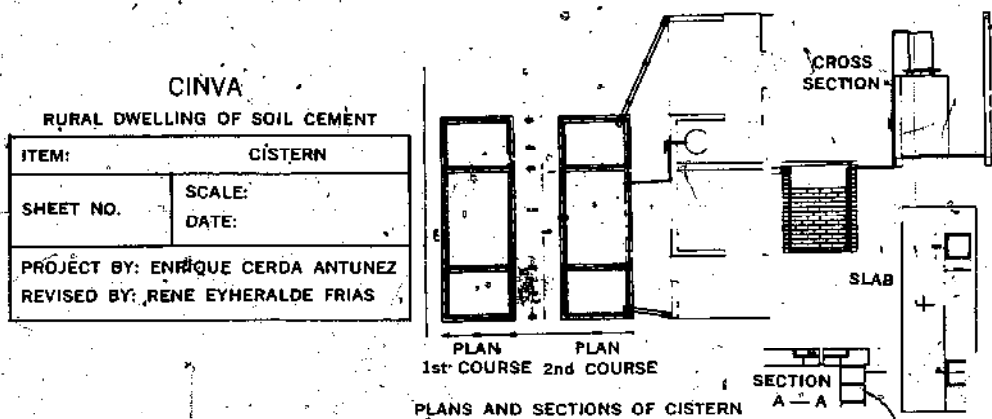 CINVA
RURAL DWELLING OF SOIL CEMENT
ITEM: CISTERN
SHEET NO.
SCALE:
DATE:
PROJECT BY: ENRIQUE CERDA ANTUNEZ
REVISED BY: RENE EYHERALDE FRIAS
PLAN
1st COURSE
PLAN
2nd COURSE
CROSS
SECTION
SLAB
SECTION
A—A
PLANS AND SECTIONS OF CISTERN